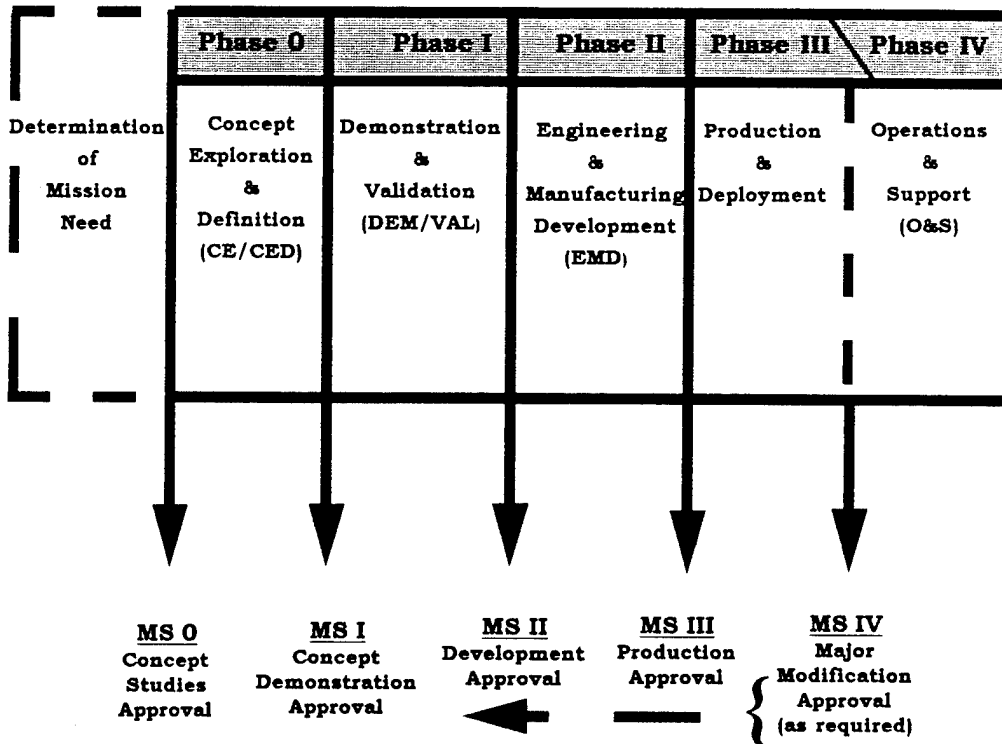 Phase 0
Phase I
Phase II
Phase III
Phase IV
Determination
of
Mission
Need
Concept
Exploration
&
Definition
(CE/CED)
Demonstration
&
Validation
(DEM/VAL)
Engineering
&
Manufacturing
Development
(EMD)
Production
&
Deployment
Operations
&
Support
(O&S)
MS 0
Concept
Studies
Approval
MS I
Concept
Demonstration
Approval
MS II
Development
Approval
MS III
Production
Approval
MS IV
Major
Modification
Approval
(as required)